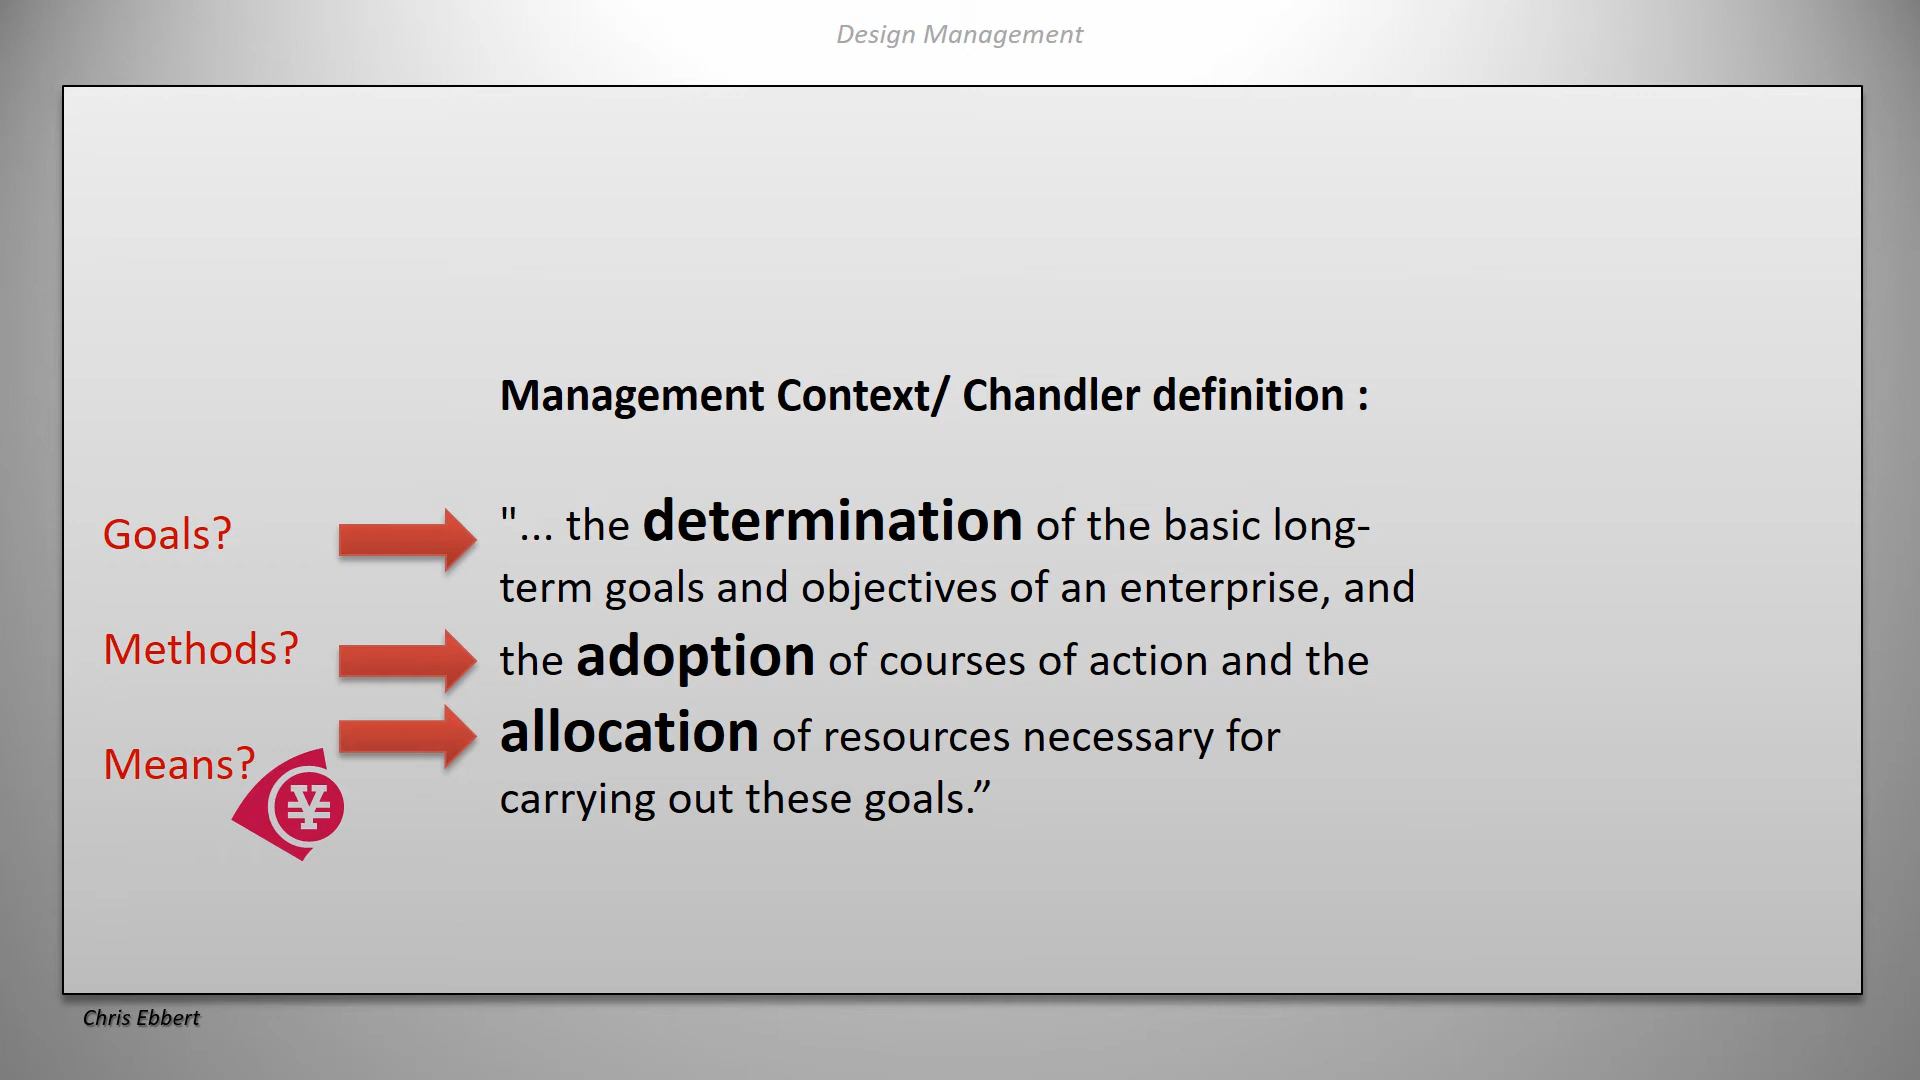 Design Management
Management Context/ Chandler definition :
Goals?
"... the determination of the basic long-
term goals and objectives of an enterprise, and
Methods?
the adoption of courses of action and the
Means?
allocation of resources necessary for
carrying out these goals.”
¥
Chris Ebbert